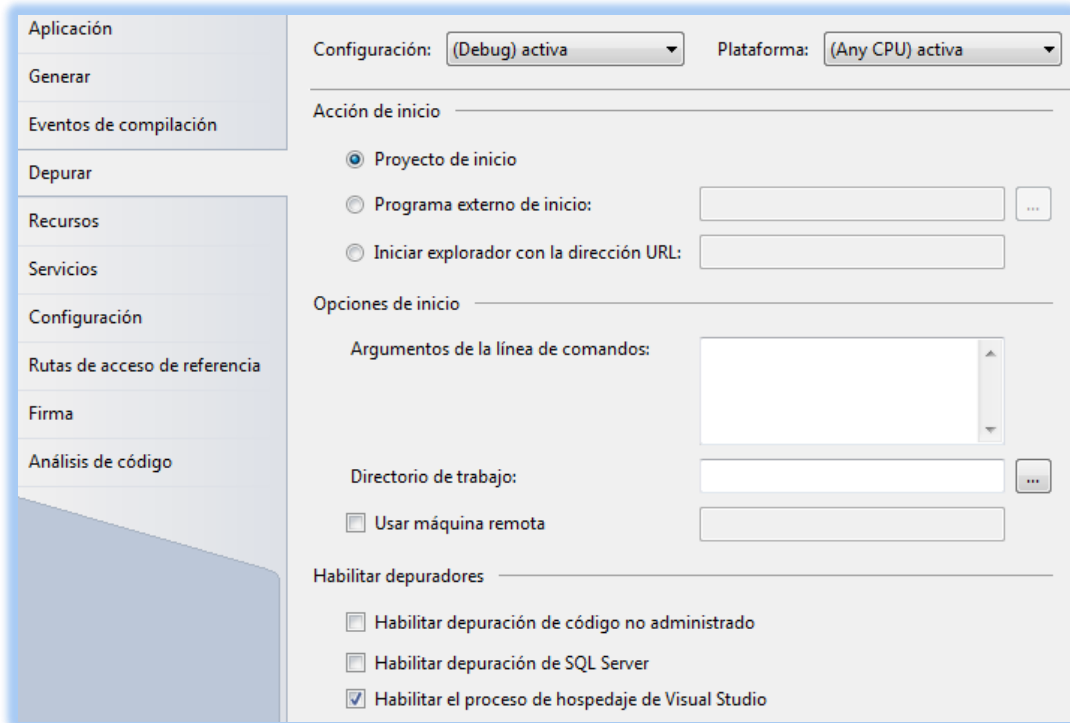 Aplicación
Generar
Eventos de compilación
Depurar
Recursos
Servicios
Configuración
Rutas de acceso de referencia
Firma
Análisis de código
Configuración: (Debug) activa Plataforma: (Any CPU) activa
Acción de inicio
Proyecto de inicio
Programa externo de inicio: ...
Iniciar explorador con la dirección URL:
Opciones de inicio
Argumentos de la línea de comandos:
Directorio de trabajo: ...
Usar máquina remota
Habilitar depuradores
Habilitar depuración de código no administrado
Habilitar depuración de SQL Server
Habilitar el proceso de hospedaje de Visual Studio